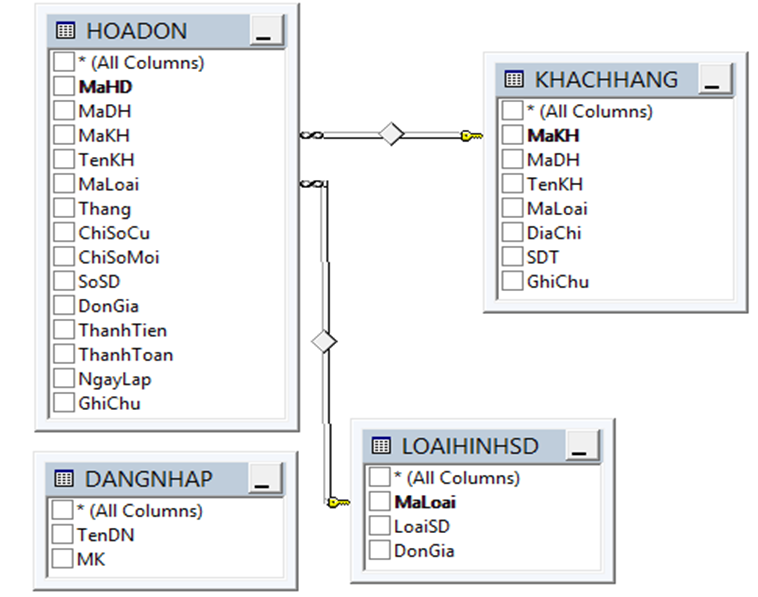 HOADON
* (All Columns)
MaHD
MaDH
MaKH
TenKH
MaLoai
Thang
ChiSoCu
ChiSoMoi
SoSD
DonGia
ThanhTien
ThanhToan
NgayLap
GhiChu
KHACHHANG
* (All Columns)
MaKH
MaDH
TenKH
MaLoai
DiaChi
SDT
GhiChu
DANGNHAP
* (All Columns)
TenDN
MK
LOAIHINHSD
* (All Columns)
MaLoai
LoaiSD
DonGia